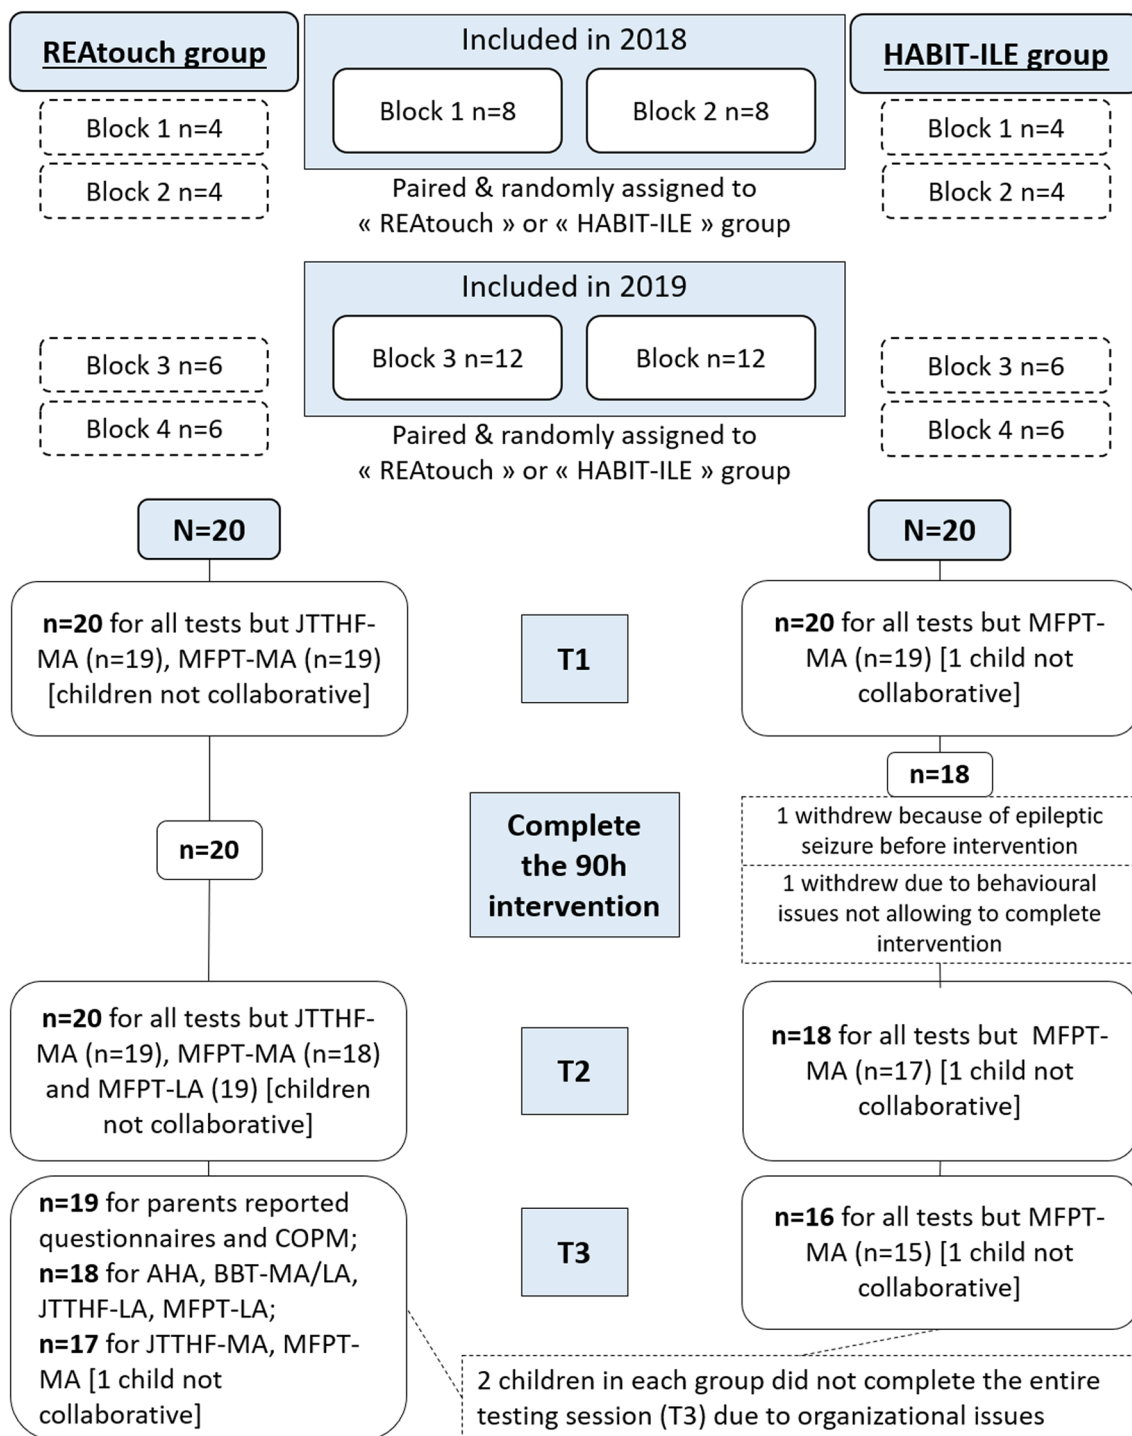 REAtouch group
Block 1 n=4
Block 2 n=4
Included in 2018
Block 1 n=8
Block 2 n=8
Paired & randomly assigned to
« REAtouch » or « HABIT-ILE » group
HABIT-ILE group
Block 1 n=4
Block 2 n=4
Block 3 n=6
Block 4 n=6
Included in 2019
Block 3 n=12
Block n=12
Paired & randomly assigned to
« REAtouch » or « HABIT-ILE » group
Block 3 n=6
Block 4 n=6
N=20
N=20
n=20 for all tests but JTTHF-
MA (n=19), MFPT-MA (n=19)
[children not collaborative]
T1
n=20 for all tests but MFPT-
MA (n=19) [1 child not
collaborative]
n=20
Complete
the 90h
intervention
n=18
1 withdrew because of epileptic
seizure before intervention
1 withdrew due to behavioural
issues not allowing to complete
intervention
n=20 for all tests but JTTHF-
MA (n=19), MFPT-MA (n=18)
and MFPT-LA (19) [children
not collaborative]
T2
n=18 for all tests but MFPT-
MA (n=17) [1 child not
collaborative]
n=19 for parents reported
questionnaires and COPM;
n=18 for AHA, BBT-MA/LA,
JTTHF-LA, MFPT-LA;
n=17 for JTTHF-MA, MFPT-
MA [1 child not
collaborative]
T3
n=16 for all tests but MFPT-
MA (n=15) [1 child not
collaborative]
2 children in each group did not complete the entire
testing session (T3) due to organizational issues